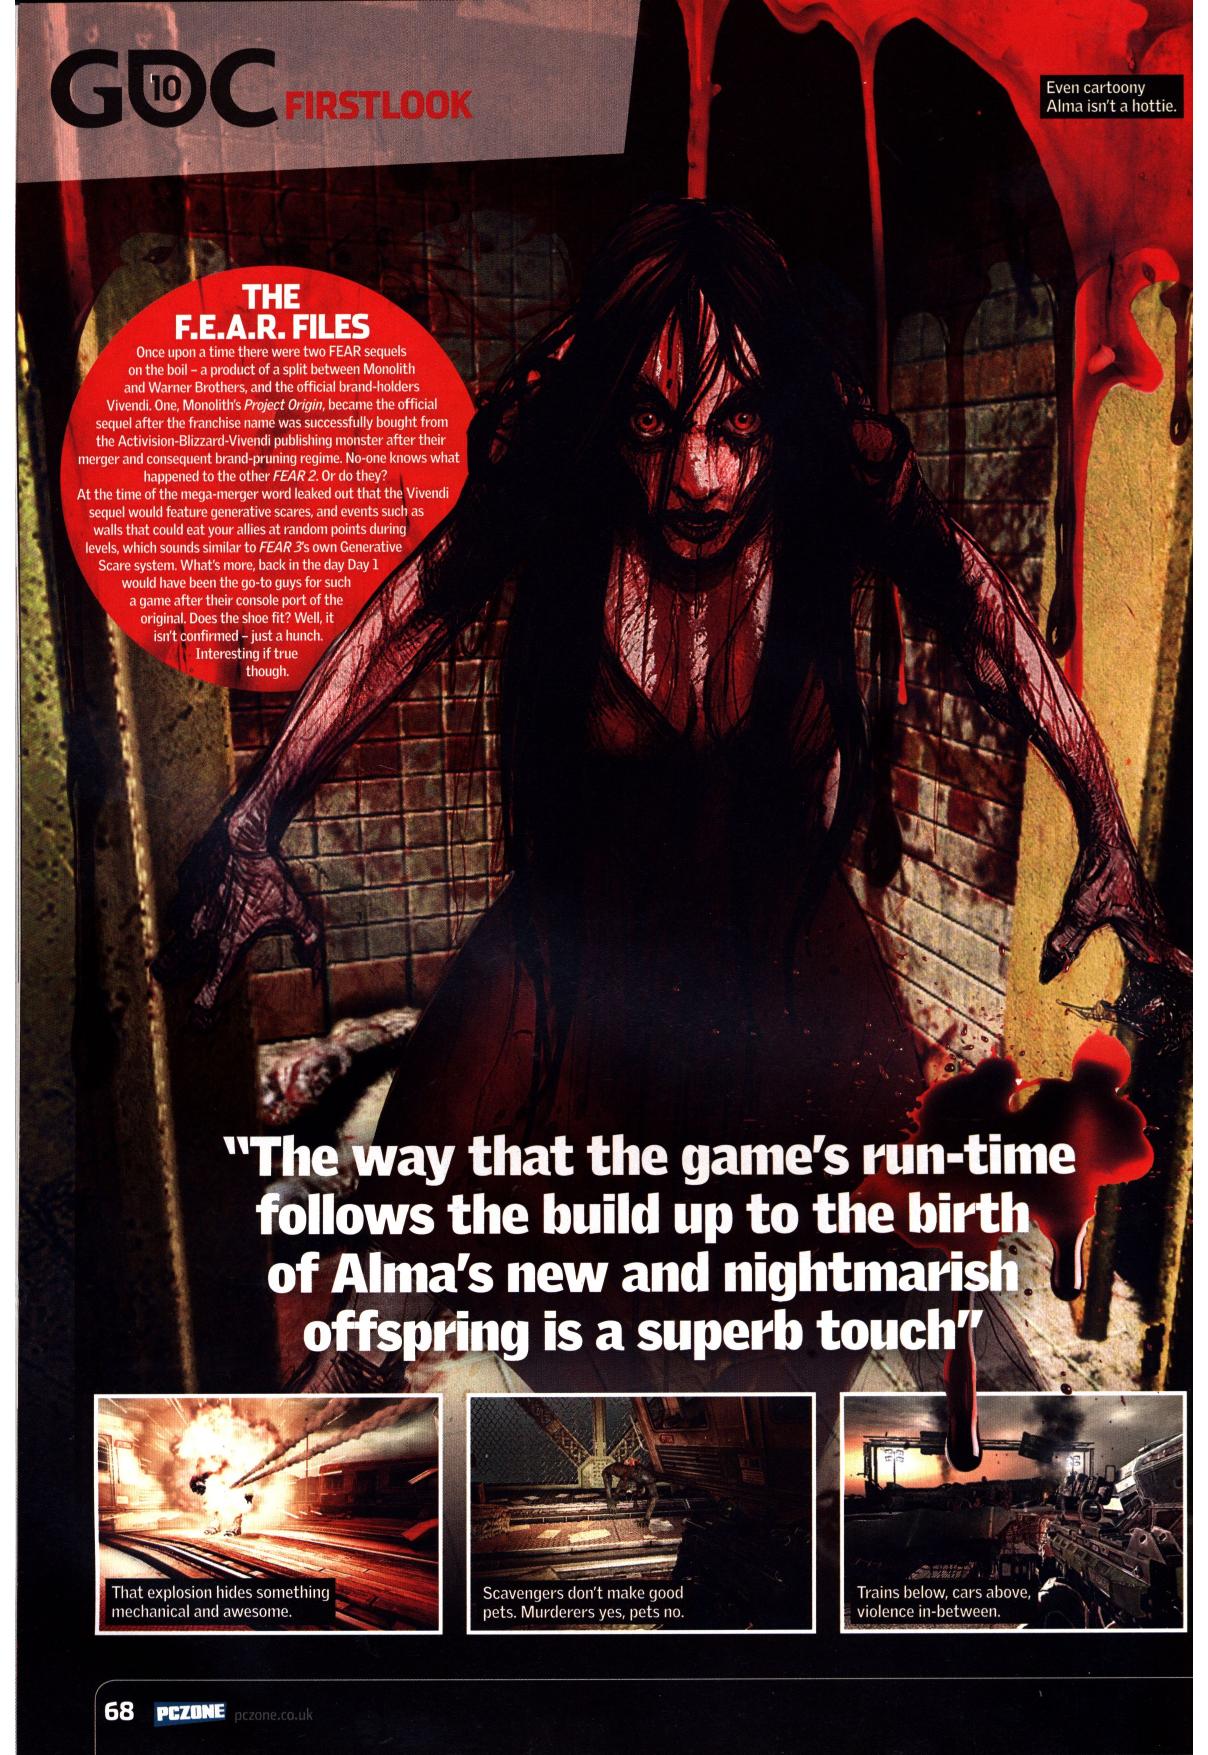 GDC
10
FIRSTLOOK
Even cartoony
Alma isn't a hottie.
THE
F.E.A.R. FILES
Once upon a time there were two FEAR sequels
on the boil – a product of a split between Monolith
and Warner Brothers, and the official brand-holders
Vivendi. One, Monolith's Project Origin, became the official
sequel after the franchise name was successfully bought from
the Activision-Blizzard-Vivendi publishing monster after their
merger and consequent brand-pruning regime. No-one knows what
happened to the other FEAR 2. Or do they?
At the time of the mega-merger word leaked out that the Vivendi
sequel would feature generative scares, and events such as
walls that could eat your allies at random points during
levels, which sounds similar to FEAR 3's own Generative
Scare system. What's more, back in the day Day 1
would have been the go-to guys for such
a game after their console port of the
original. Does the shoe fit? Well, it
isn't confirmed – just a hunch.
Interesting if true
though.
“The way that the game's run-time
follows the build up to the birth
of Alma's new and nightmarish
offspring is a superb touch”
That explosion hides something
mechanical and awesome.
Scavengers don't make good
pets. Murderers yes, pets no.
Trains below, cars above,
violence in-between.
68 PCZONE pczone.co.uk